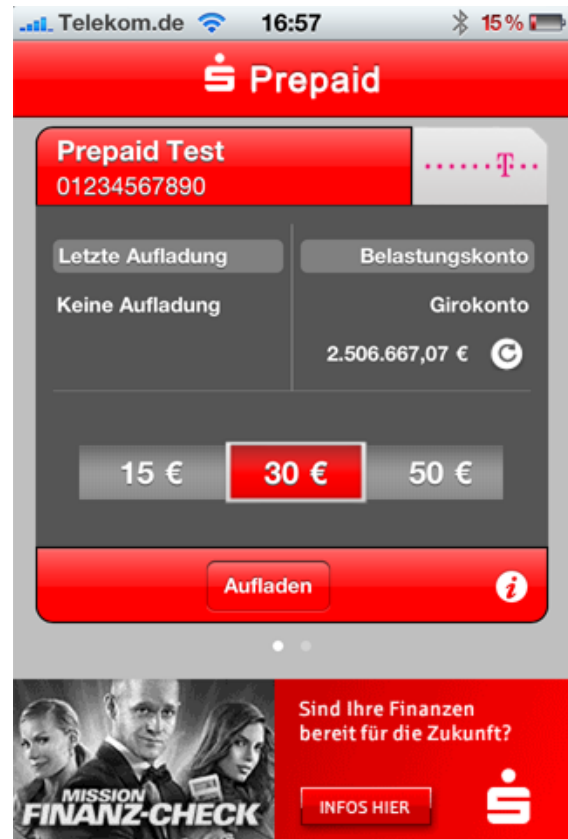 Telekom.de 16:57 15 %
Prepaid
Prepaid Test
01234567890
T
Letzte Aufladung Belastungskonto
Keine Aufladung Girokonto
2.506.667,07 €
15 € 30 € 50 €
Aufladen i
Sind Ihre Finanzen
bereit für die Zukunft?
MISSION
FINANZ-CHECK
INFOS HIER